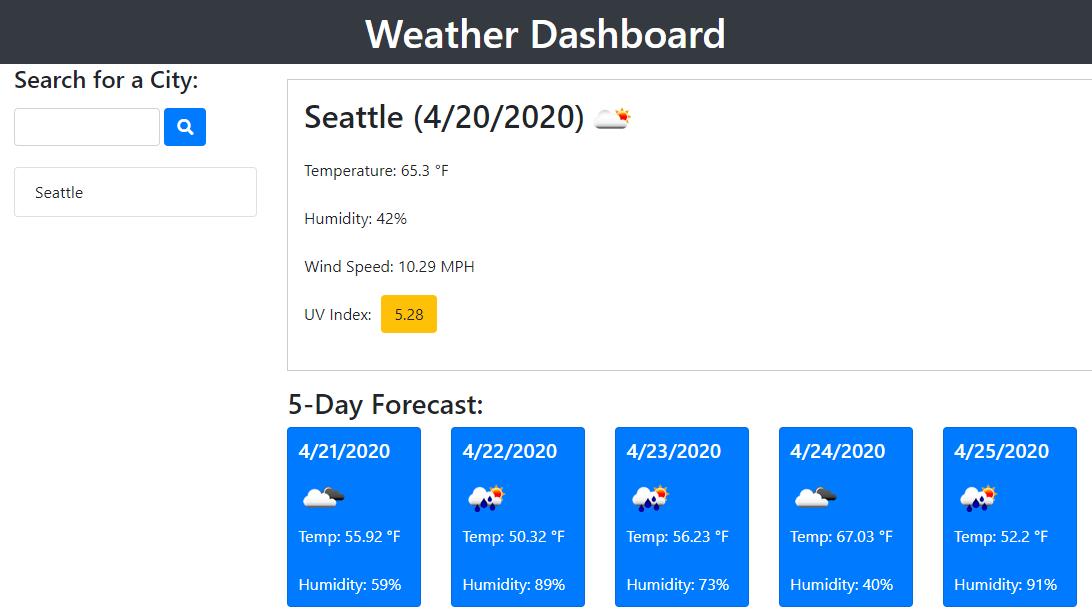 Weather Dashboard
Search for a City:
Seattle
Seattle (4/20/2020)
Temperature: 65.3 °F
Humidity: 42%
Wind Speed: 10.29 MPH
UV Index: 5.28
5-Day Forecast:
4/21/2020
Temp: 55.92 °F
Humidity: 59%
4/22/2020
Temp: 50.32 °F
Humidity: 89%
4/23/2020
Temp: 56.23 °F
Humidity: 73%
4/24/2020
Temp: 67.03 °F
Humidity: 40%
4/25/2020
Temp: 52.2 °F
Humidity: 91%